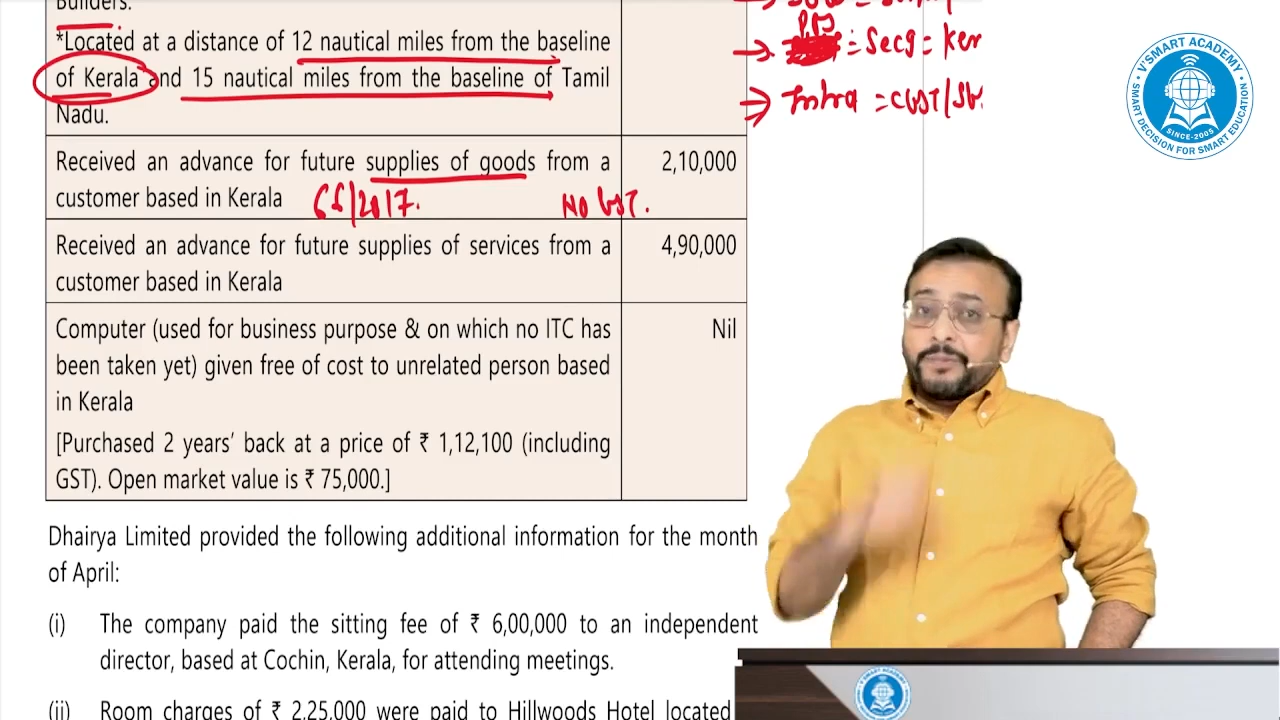 Builders.
*Located at a distance of 12 nautical miles from the baseline
of Kerala and 15 nautical miles from the baseline of Tamil
Nadu.
Received an advance for future supplies of goods from a
customer based in Kerala
2,10,000
66/2017.
No GST.
Received an advance for future supplies of services from a
customer based in Kerala
4,90,000
Computer (used for business purpose & on which no ITC has
been taken yet) given free of cost to unrelated person based
in Kerala
[Purchased 2 years’ back at a price of ₹ 1,12,100 (including
GST). Open market value is ₹ 75,000.]
Nil
Dhairya Limited provided the following additional information for the month
of April:
(i) The company paid the sitting fee of ₹ 6,00,000 to an independent
director, based at Cochin, Kerala, for attending meetings.
(ii) Room charges of ₹ 2,25,000 were paid to Hillwoods Hotel located
POS
= Sec9 = Ker
→ Intra = CGST/
V'SMART ACADEMY
SINCE-2005
SMART DECISION FOR SMART EDUCATION